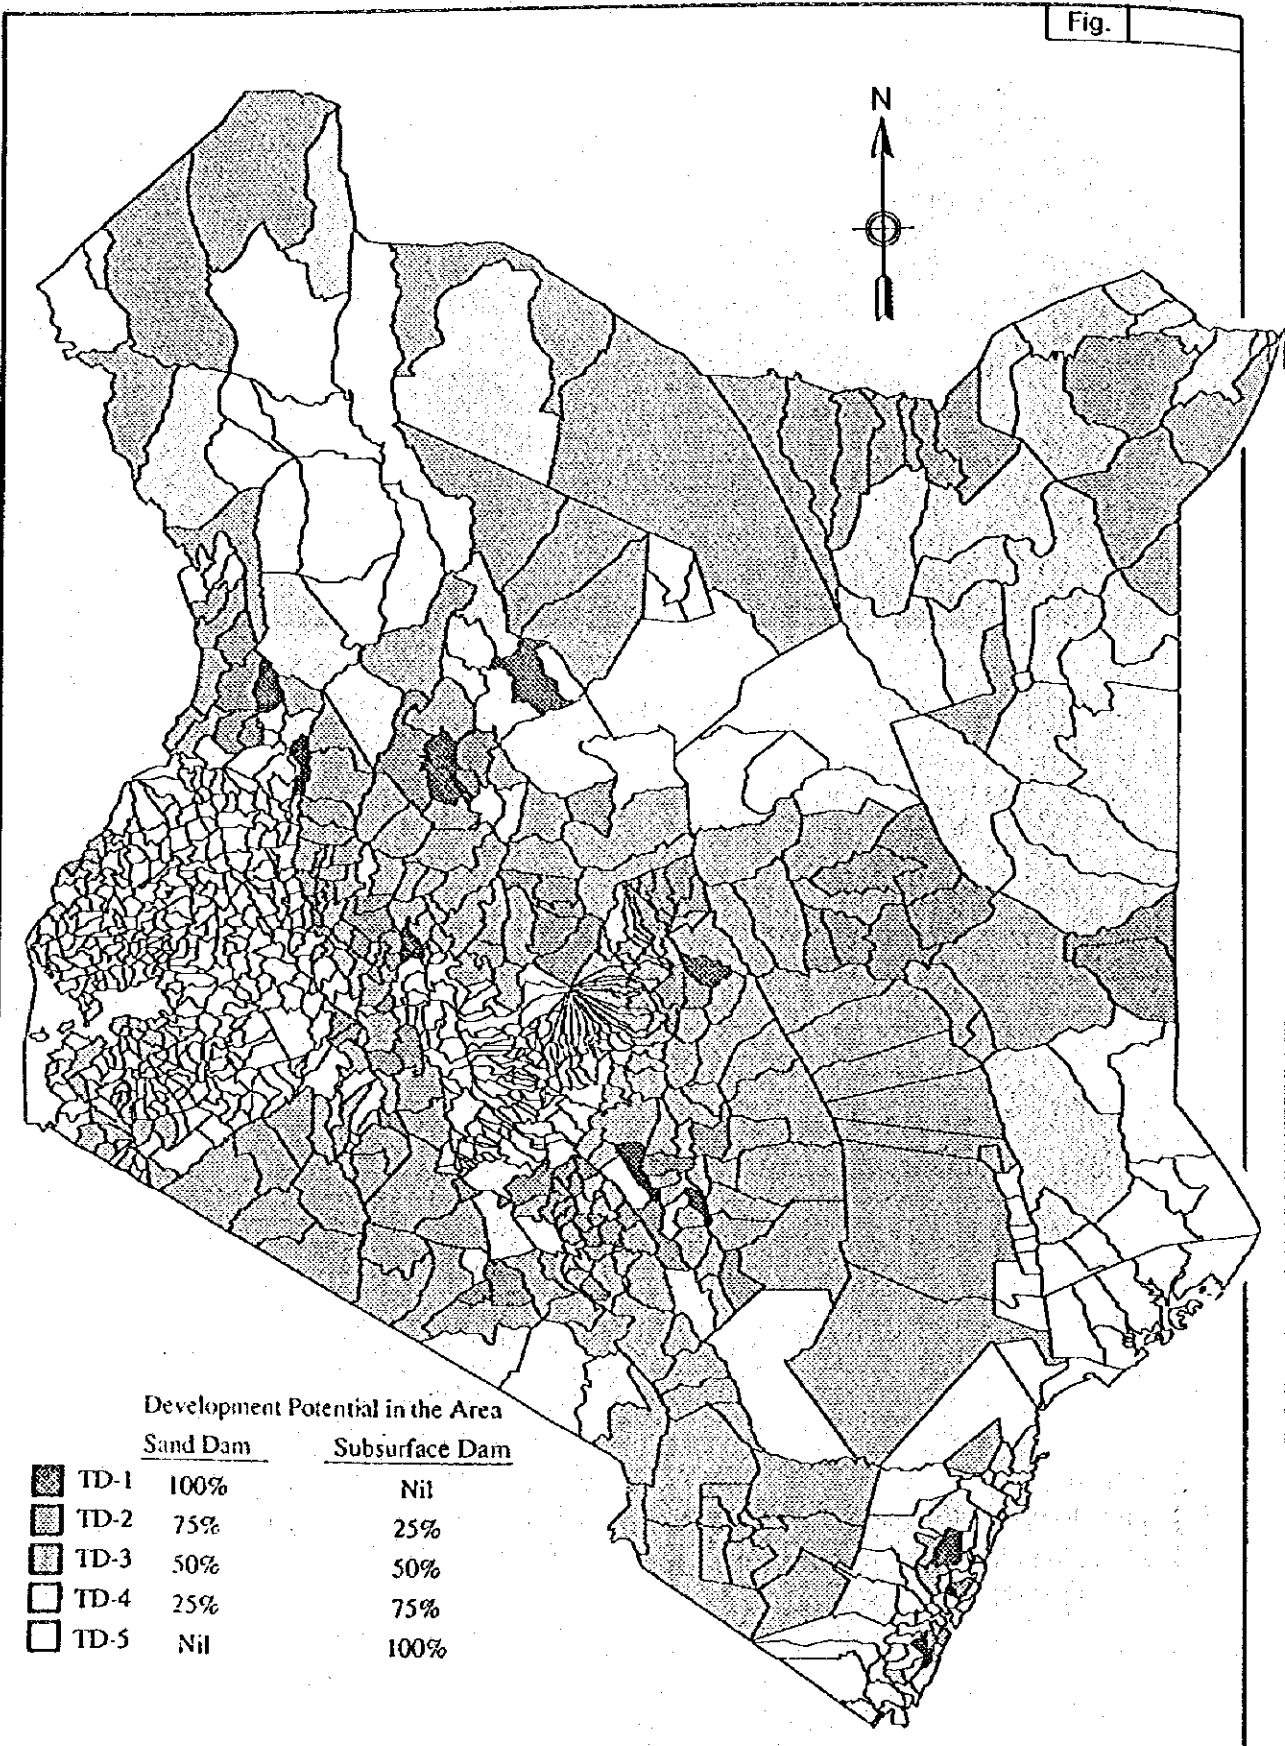 Fig.
N
Development Potential in the Area
Sand Dam Subsurface Dam
TD-1 100% Nil
TD-2 75% 25%
TD-3 50% 50%
TD-4 25% 75%
TD-5 Nil 100%